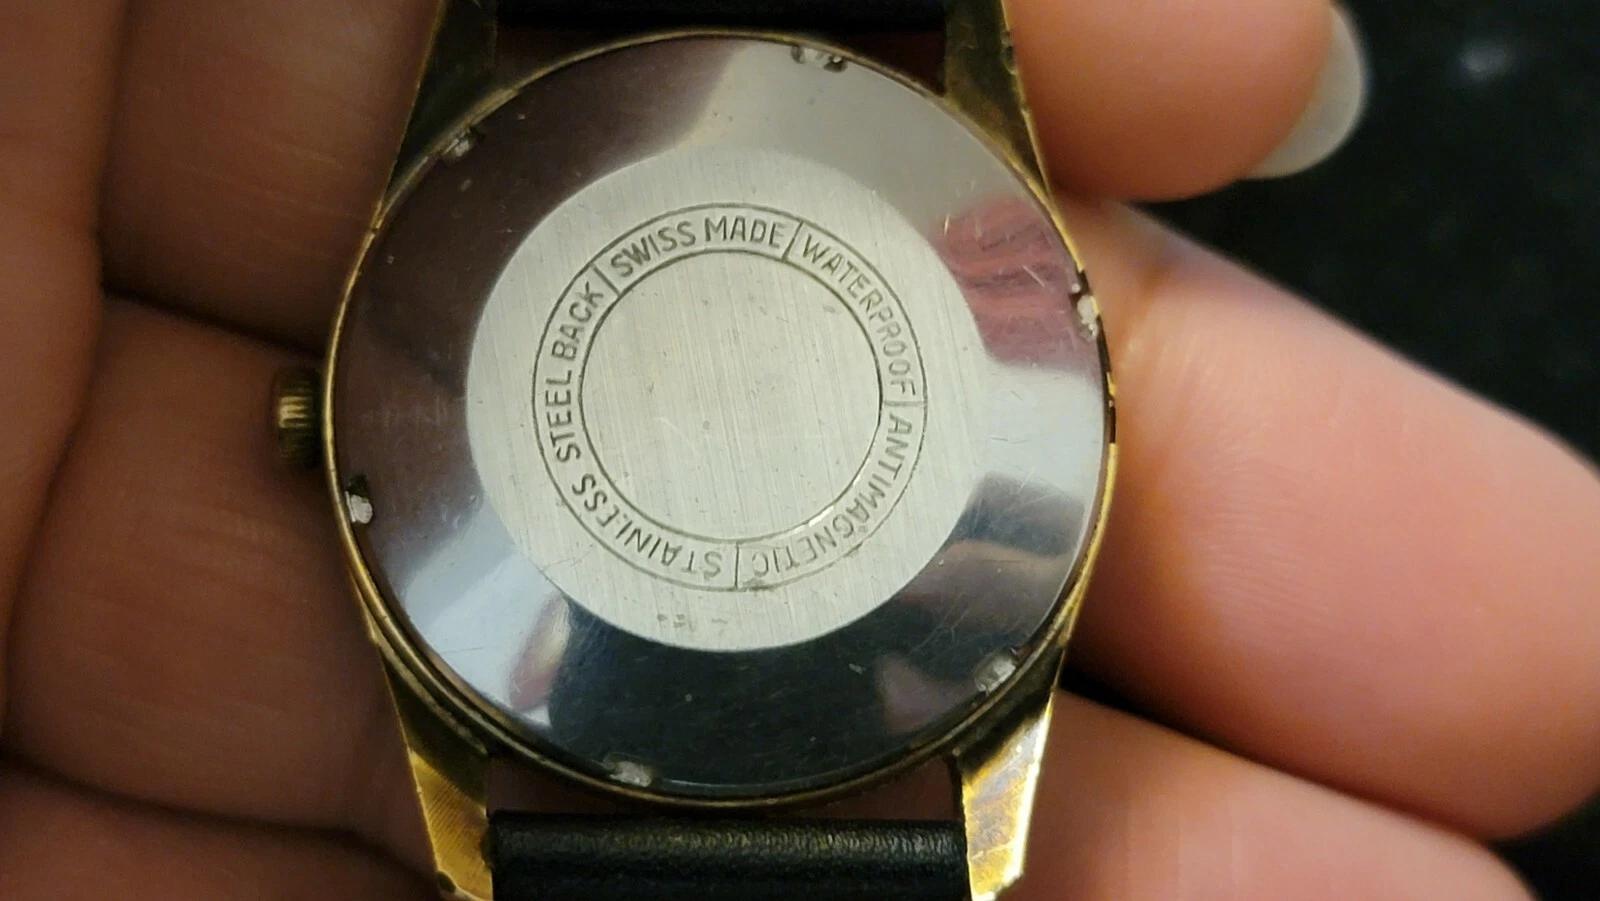 SWISS MADE | WATERPROOF | ANTIMAGNETIC | STAINLESS STEEL BACK |